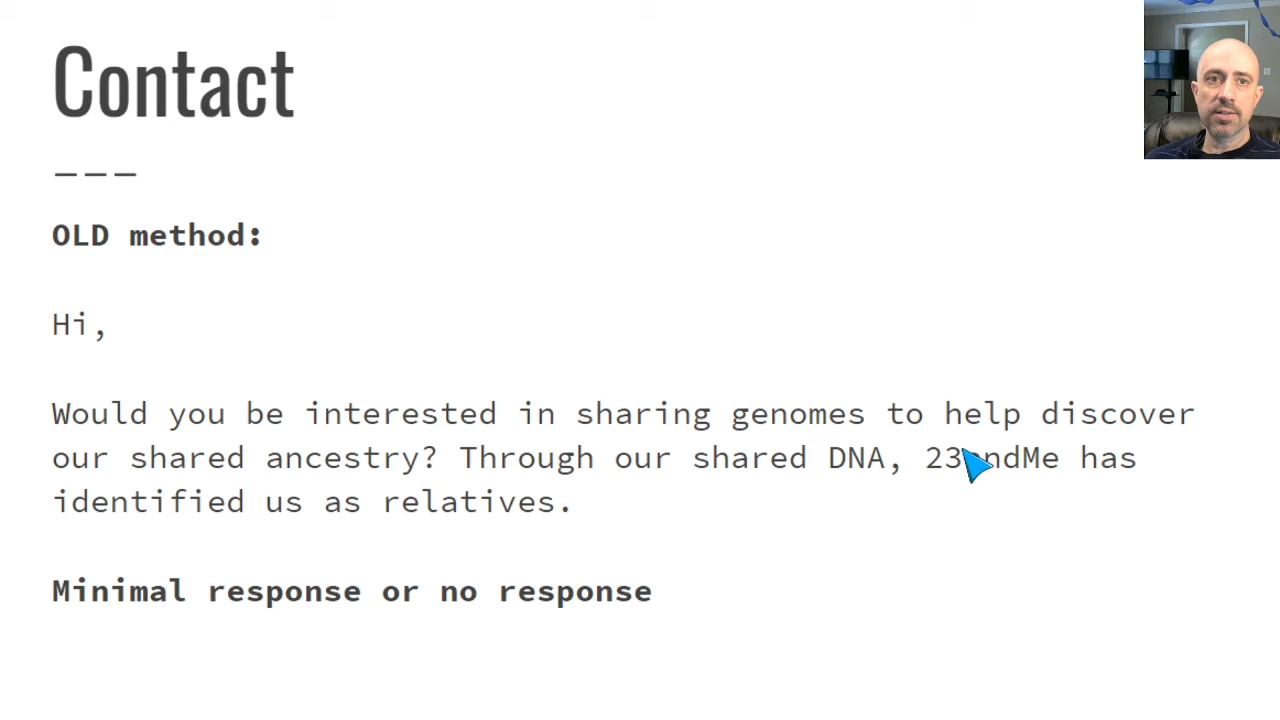 Contact
---
OLD method:
Hi,
Would you be interested in sharing genomes to help discover
our shared ancestry? Through our shared DNA, 23andMe has
identified us as relatives.
Minimal response or no response